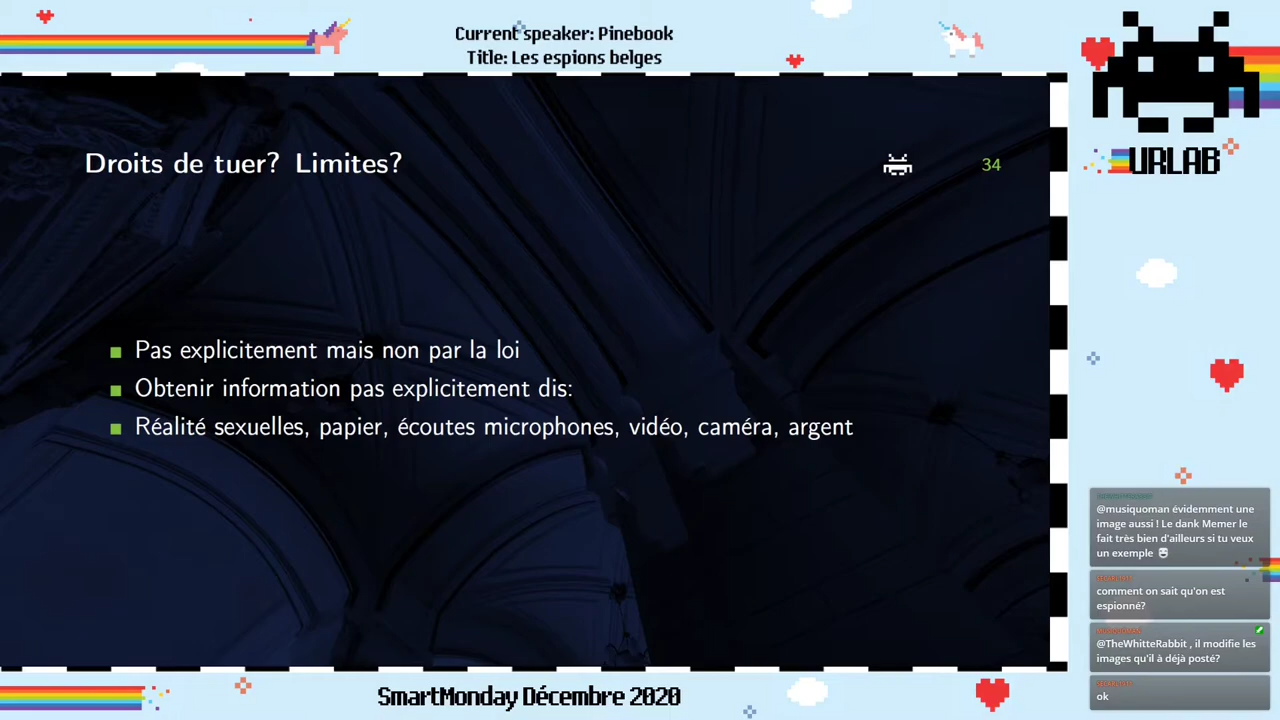 Current speaker: Pinebook
Title: Les espions belges
URLAB
Droits de tuer? Limites?
34
Pas explicitement mais non par la loi
Obtenir information pas explicitement dis:
Réalité sexuelles, papier, écoutes microphones, vidéo, caméra, argent
@musiquoman évidemment une
image aussi ! Le dank Memer le
fait très bien d'ailleurs si tu veux
un exemple
comment on sait qu'on est
espionné?
@TheWhitteRabbit , il modifie les
images qu'il à déjà posté?
ok
SmartMonday Décembre 2020